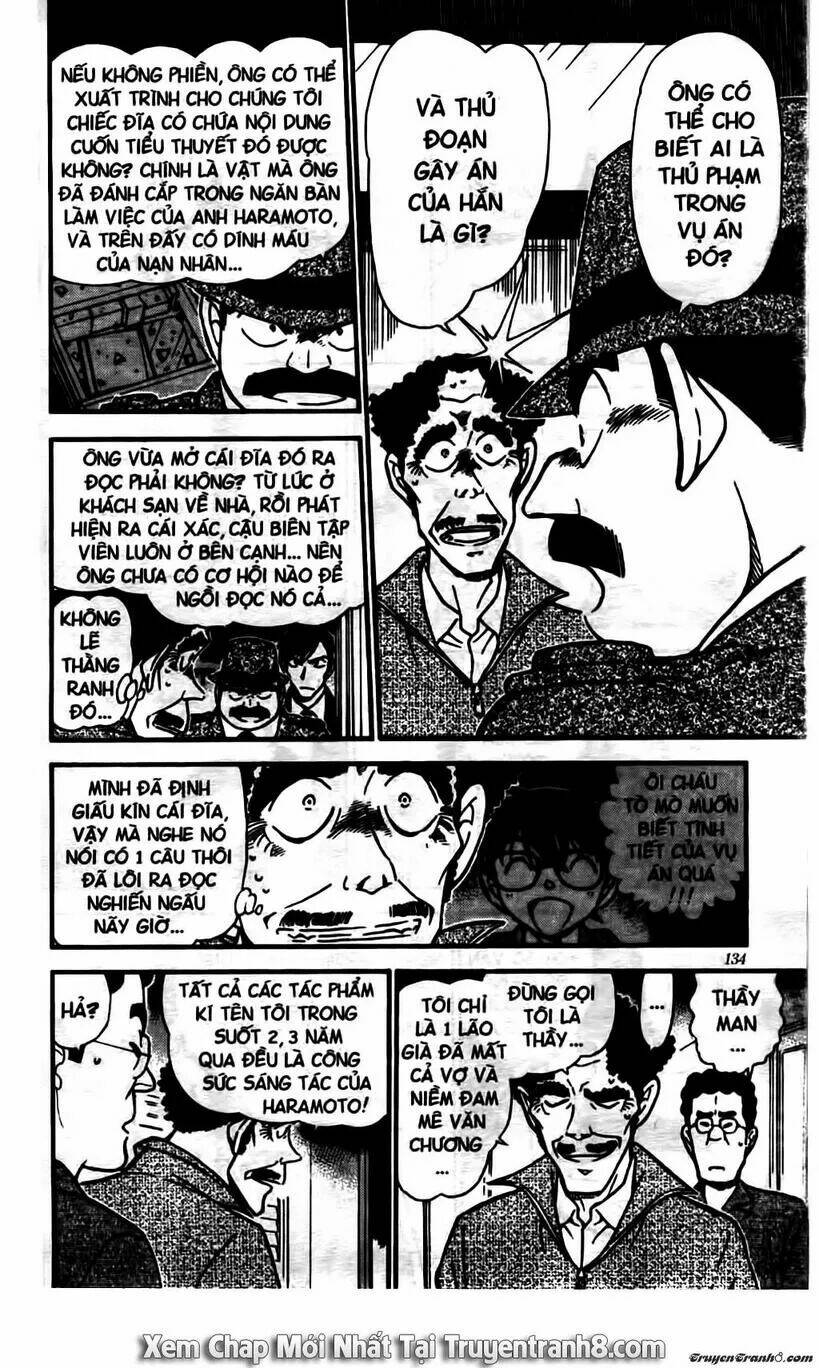 ÔNG CÓ
THỂ CHO
BIẾT AI LÀ
THỦ PHẠM
TRONG
VỤ ÁN
ĐÓ?
VÀ THỦ
ĐOẠN
GÂY ÁN
CỦA HẮN
LÀ GÌ?
NẾU KHÔNG PHIỀN, ÔNG CÓ THỂ
XUẤT TRÌNH CHO CHÚNG TÔI
CHIẾC ĐĨA CÓ CHỨA NỘI DUNG
CUỐN TIỂU THUYẾT ĐÓ ĐƯỢC
KHÔNG? CHÍNH LÀ VẬT MÀ ÔNG
ĐÃ ĐÁNH CẮP TRONG NGĂN BÀN
LÀM VIỆC CỦA ANH HARAMOTO,
VÀ TRÊN ĐẤY CÓ DÍNH MÁU
CỦA NẠN NHÂN...
ÔNG VỪA MỞ CÁI ĐĨA ĐÓ RA
ĐỌC PHẢI KHÔNG? TỪ LÚC Ở
KHÁCH SẠN VỀ NHÀ, RỒI PHÁT
HIỆN RA CÁI XÁC, CẬU BIÊN TẬP
VIÊN LUÔN Ở BÊN CẠNH... NÊN
ÔNG CHƯA CÓ CƠ HỘI NÀO ĐỂ
NGỒI ĐỌC NÓ CẢ...
KHÔNG
LẼ
THẰNG
RANH
ĐÓ...
ÔI CHÁU
TÒ MÒ MUỐN
BIẾT TÌNH
TIẾT CỦA VỤ
ÁN QUÁ
!!!
MÌNH ĐÃ ĐỊNH
GIẤU KÍN CÁI ĐĨA,
VẬY MÀ NGHE NÓ
NÓI CÓ 1 CÂU THÔI
ĐÃ LÔI RA ĐỌC
NGHIẾN NGẤU
NÃY GIỜ...
134
THẦY
MAN
...
...
ĐỪNG GỌI
TÔI LÀ
THẦY...
TÔI CHỈ
LÀ 1 LÃO
GIÀ ĐÃ MẤT
CẢ VỢ VÀ
NIỀM ĐAM
MÊ VĂN
CHƯƠNG
...
TẤT CẢ CÁC TÁC PHẨM
KÍ TÊN TÔI TRONG
SUỐT 2, 3 NĂM
QUA ĐỀU LÀ CÔNG
SỨC SÁNG TÁC CỦA
HARAMOTO!
HẢ?
Xem Chap Mới Nhất Tại Truyentranh8.com
TruyenTranh8.com